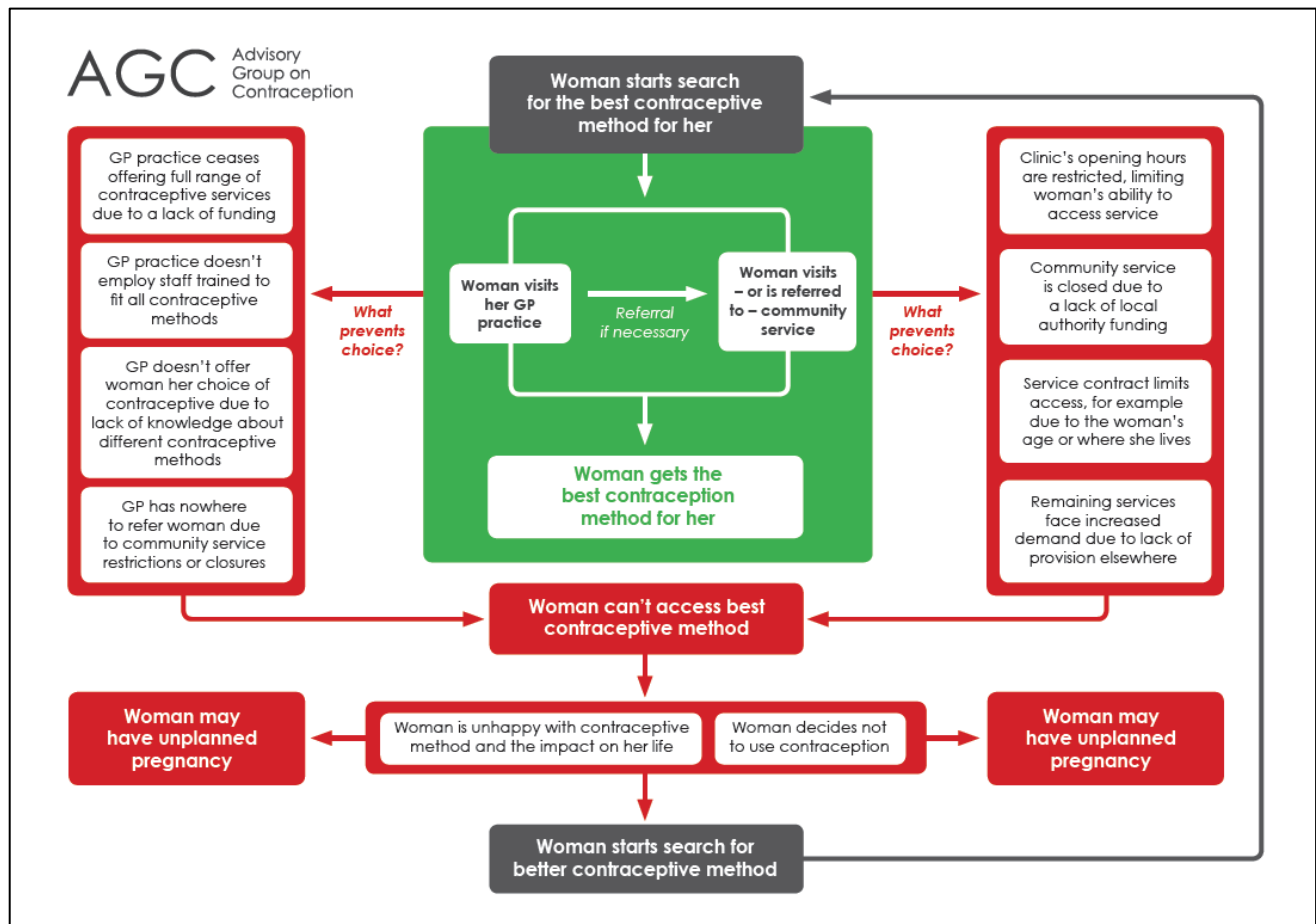 AGC
Advisory
Group on
Contraception
Woman starts search
for the best contraceptive
method for her
GP practice ceases
offering full range of
contraceptive services
due to a lack of funding
GP practice doesn't
employ staff trained to
fit all contraceptive
methods
GP doesn't offer
woman her choice of
contraceptive due to
lack of knowledge about
different contraceptive
methods
GP has nowhere
to refer woman due
to community service
restrictions or closures
What
prevents
choice?
Woman visits
her GP
practice
Referral
if necessary
Woman visits
– or is referred
to – community
service
What
prevents
choice?
Woman gets the
best contraception
method for her
Clinic's opening hours
are restricted, limiting
woman's ability to
access service
Community service
is closed due to
a lack of local
authority funding
Service contract limits
access, for example
due to the woman's
age or where she lives
Remaining services
face increased
demand due to lack of
provision elsewhere
Woman can't access best
contraceptive method
Woman may
have unplanned
pregnancy
Woman is unhappy with contraceptive
method and the impact on her life
Woman decides not
to use contraception
Woman may
have unplanned
pregnancy
Woman starts search for
better contraceptive method